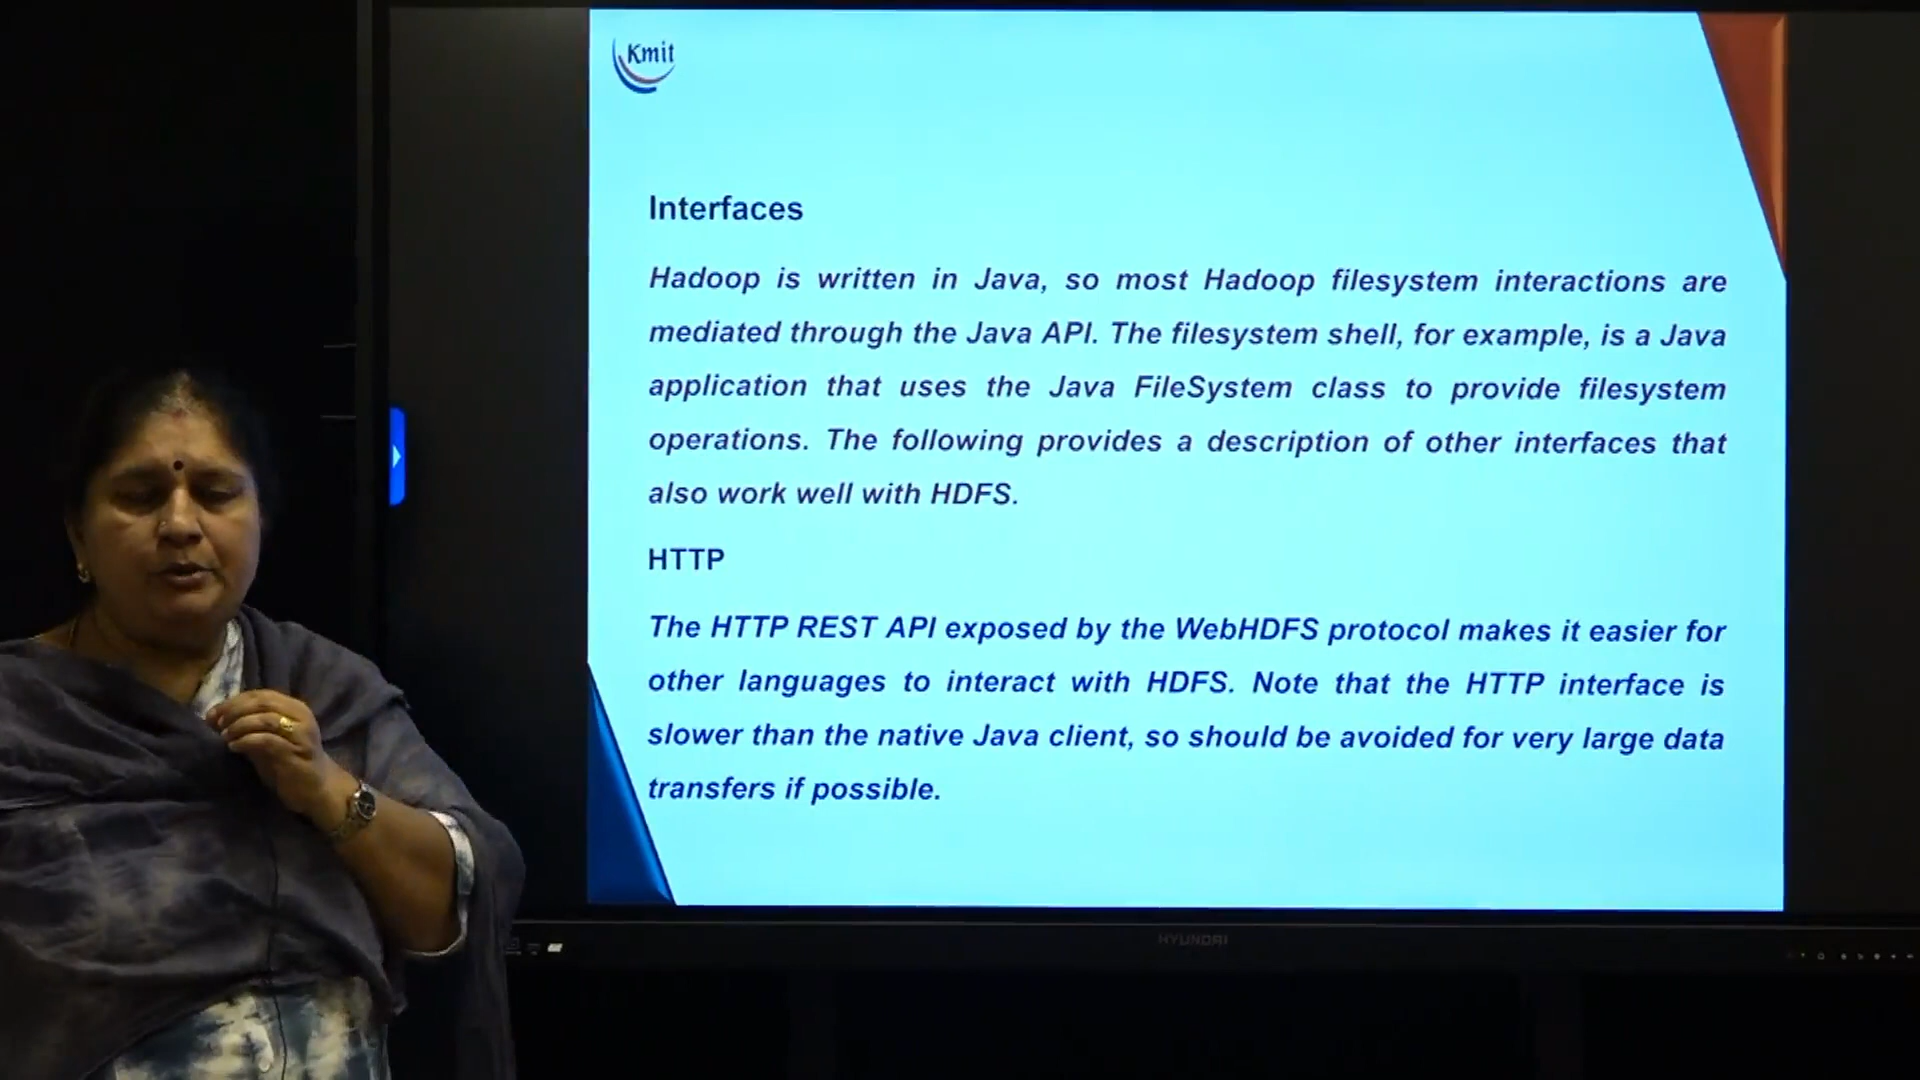 Kmit
Interfaces
Hadoop is written in Java, so most Hadoop filesystem interactions are
mediated through the Java API. The filesystem shell, for example, is a Java
application that uses the Java FileSystem class to provide filesystem
operations. The following provides a description of other interfaces that
also work well with HDFS.
HTTP
The HTTP REST API exposed by the WebHDFS protocol makes it easier for
other languages to interact with HDFS. Note that the HTTP interface is
slower than the native Java client, so should be avoided for very large data
transfers if possible.
HYUNDAI